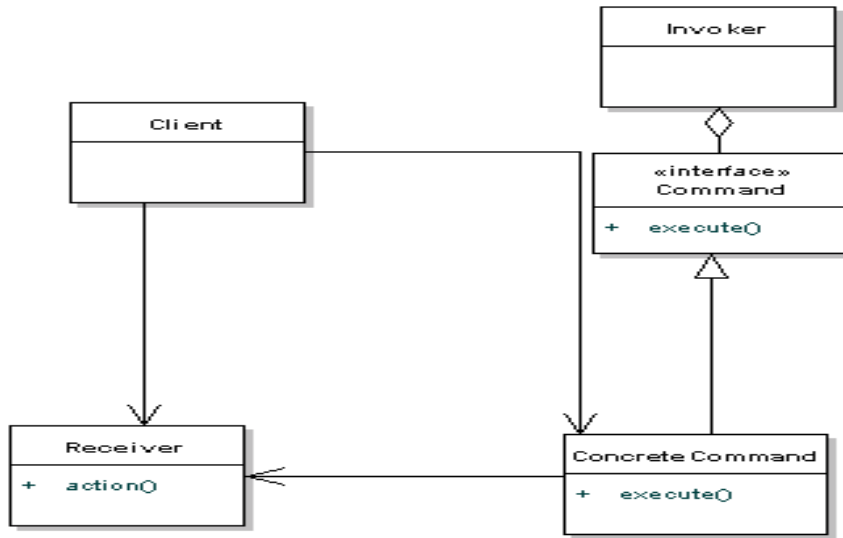 Invoker
Client
«interface»
Command
+ execute()
Receiver
+ action()
Concrete Command
+ execute()